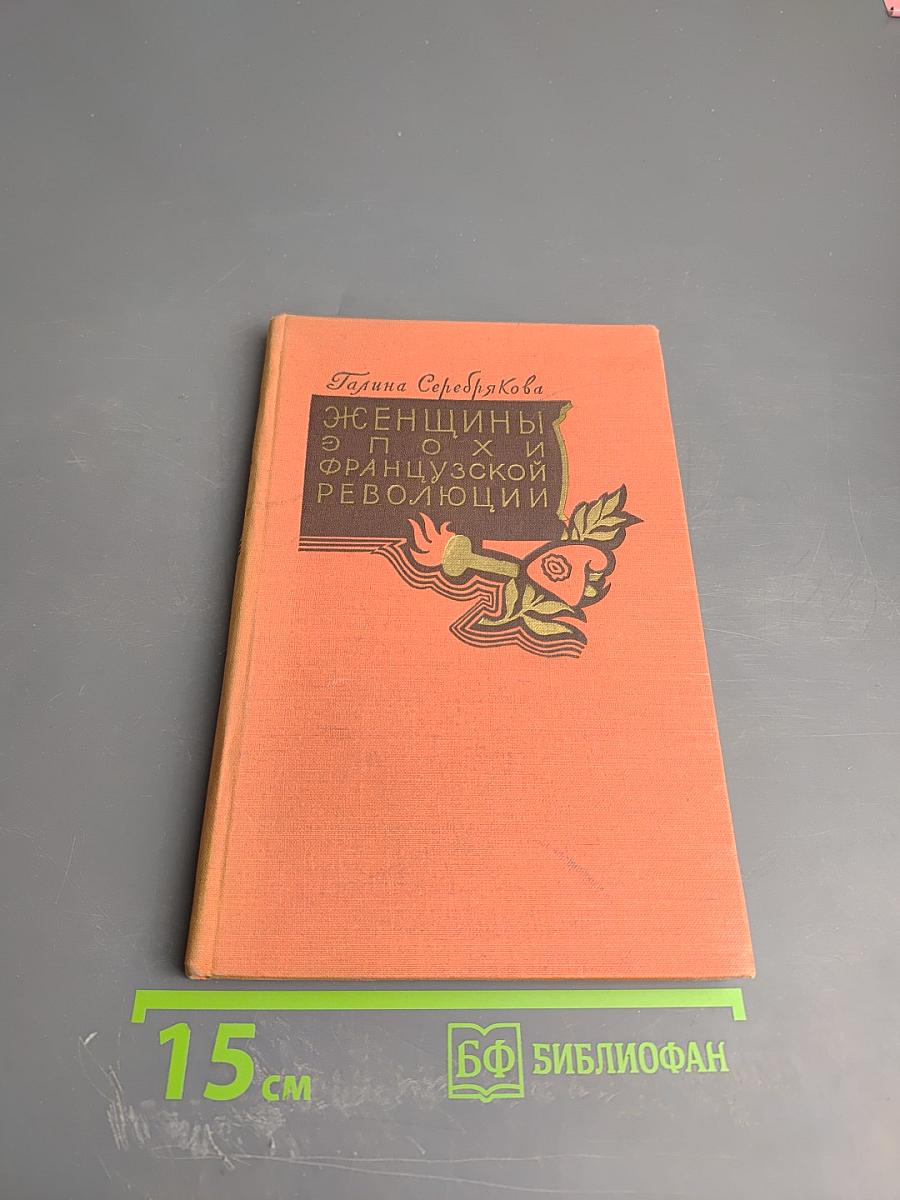 Галина Серебрякова
ЖЕНЩИНЫ
ЭПОХИ
ФРАНЦУЗСКОЙ
РЕВОЛЮЦИИ
15 см
БФ БИБЛИОФАН